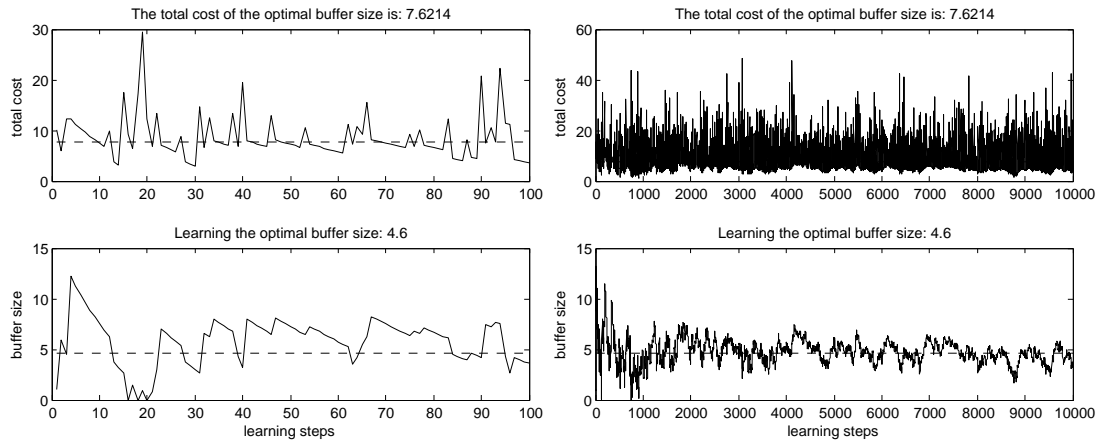 The total cost of the optimal buffer size is: 7.6214
30
20
10
0
total cost
0 10 20 30 40 50 60 70 80 90 100
The total cost of the optimal buffer size is: 7.6214
60
40
20
0
total cost
0 1000 2000 3000 4000 5000 6000 7000 8000 9000 10000
Learning the optimal buffer size: 4.6
15
10
5
0
buffer size
0 10 20 30 40 50 60 70 80 90 100
learning steps
Learning the optimal buffer size: 4.6
15
10
5
0
buffer size
0 1000 2000 3000 4000 5000 6000 7000 8000 9000 10000
learning steps